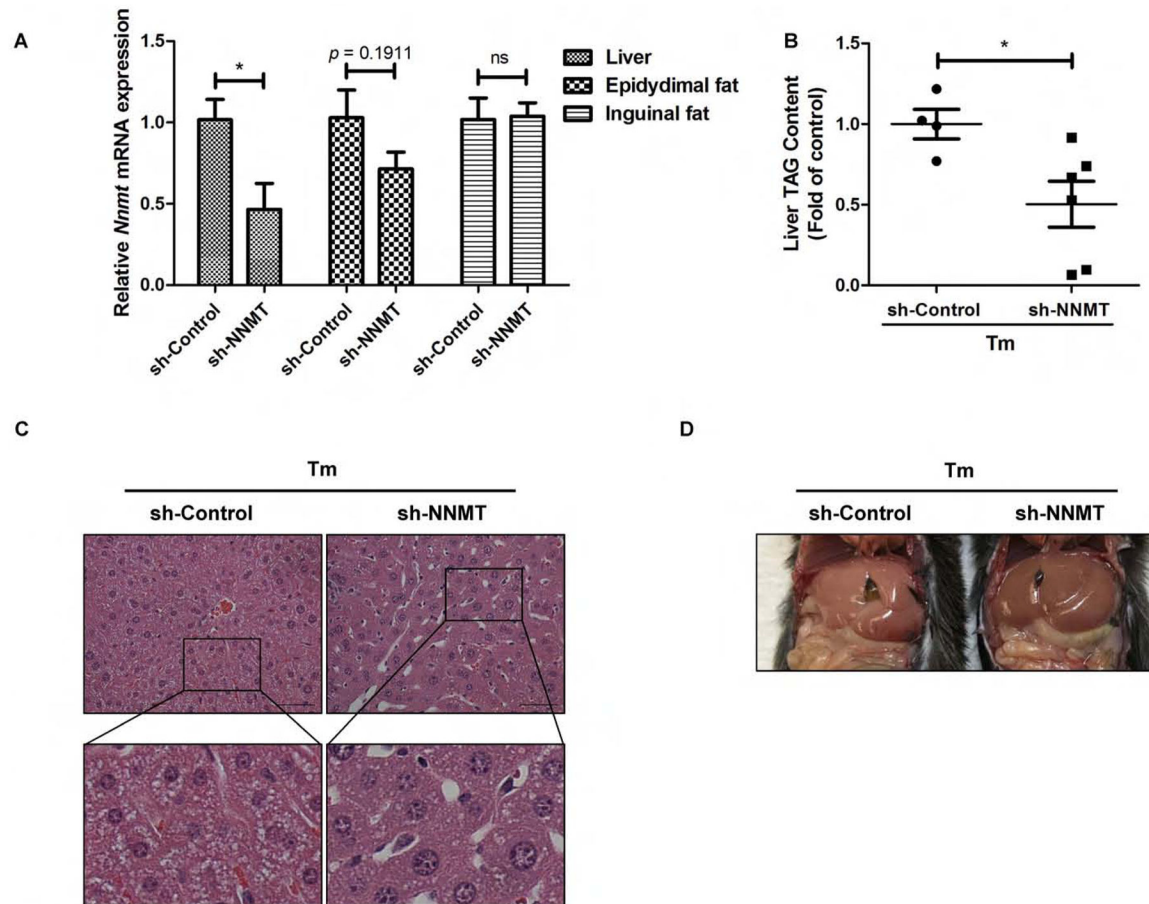 A
Relative Nnmt mRNA expression
1.5
1.0
0.5
0.0
*
p = 0.1911
ns
Liver
Epidydimal fat
Inguinal fat
sh-Control
sh-NNMT
sh-Control
sh-NNMT
sh-Control
sh-NNMT
B
Liver TAG Content
(Fold of control)
1.5
1.0
0.5
0.0
*
sh-Control
sh-NNMT
Tm
C
Tm
sh-Control
sh-NNMT
D
Tm
sh-Control
sh-NNMT